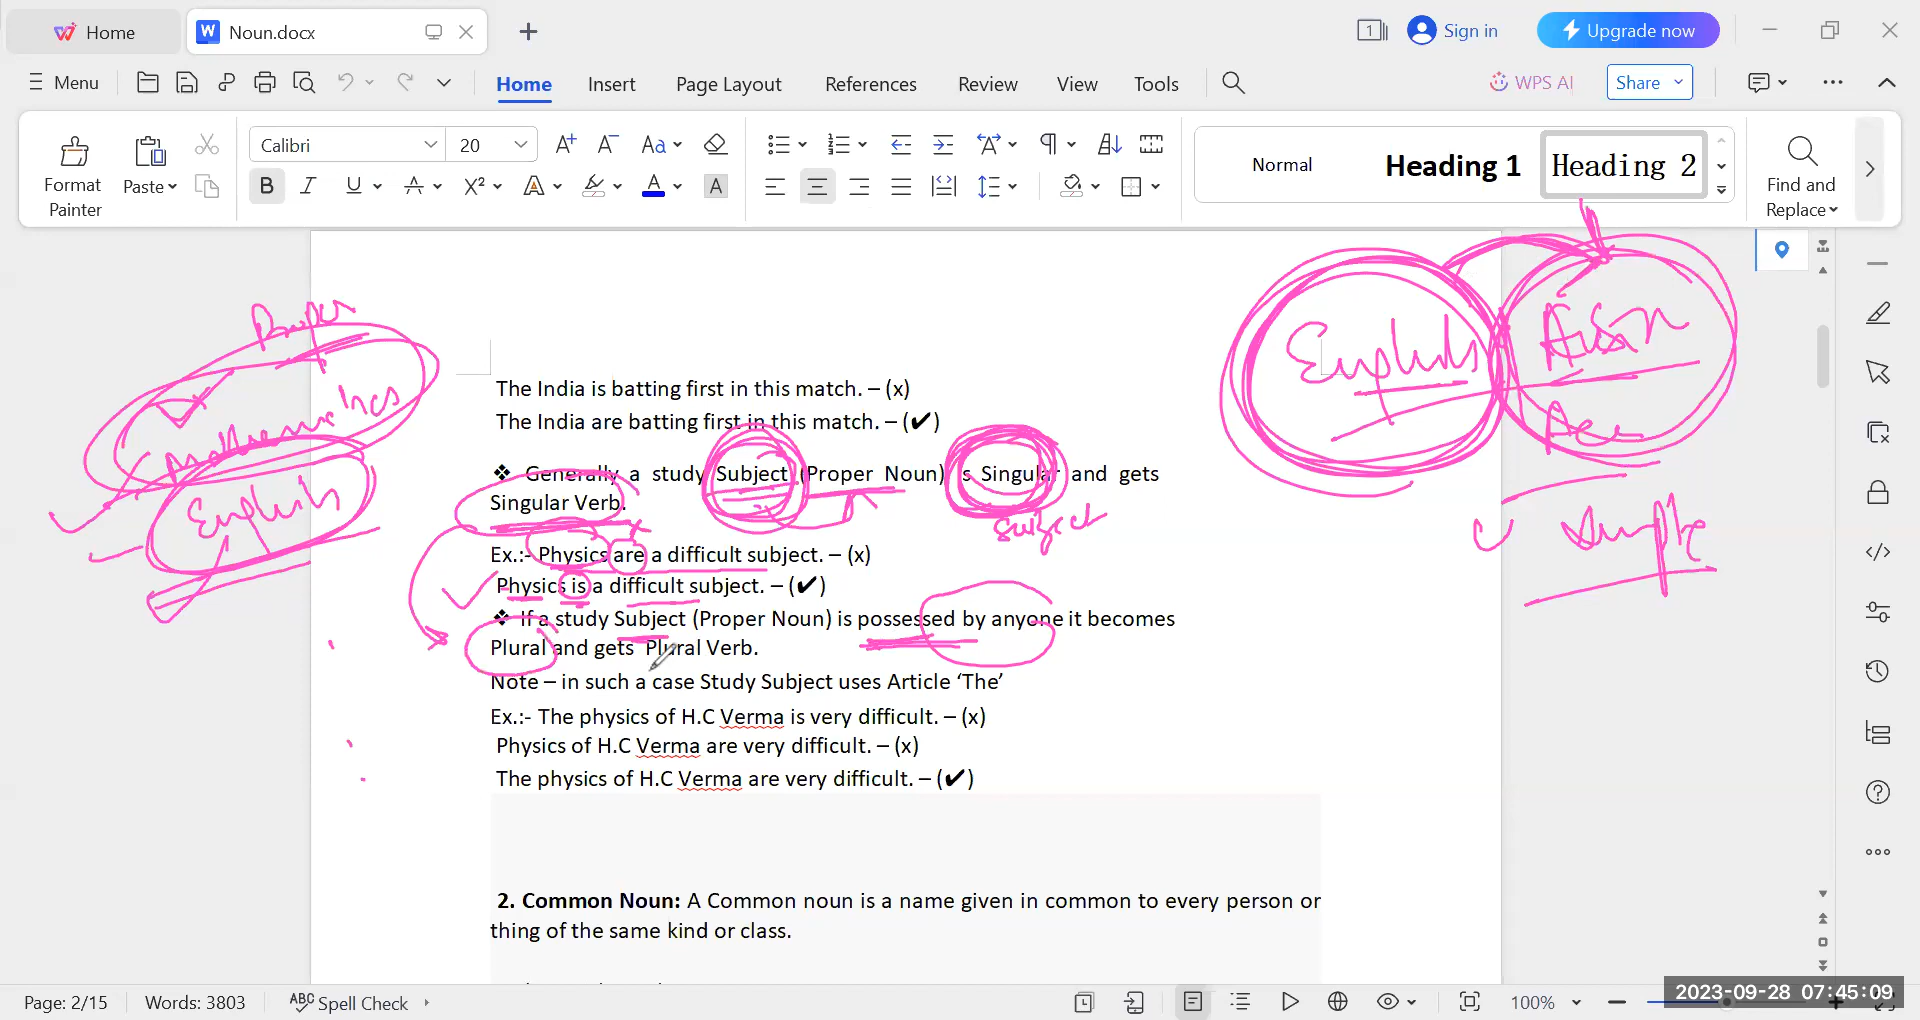 Home
Noun.docx
1
Sign in
Upgrade now
Menu
Home Insert Page Layout References Review View Tools
WPS AI
Share
Format Painter
Paste
Calibri
20
Normal
Heading 1
Heading 2
Find and Replace
Proper
Mathematics
English
English
The India is batting first in this match. – (x)
The India are batting first in this match. – (✔)
❖ Generally a study Subject (Proper Noun) is Singular and gets
Singular Verb.
Subject
Ex.:- Physics are a difficult subject. – (x)
Physics is a difficult subject. – (✔)
❖ If a study Subject (Proper Noun) is possessed by anyone it becomes
Plural and gets Plural Verb.
Note – in such a case Study Subject uses Article ‘The’
Ex.:- The physics of H.C Verma is very difficult. – (x)
Physics of H.C Verma are very difficult. – (x)
The physics of H.C Verma are very difficult. – (✔)
2. Common Noun: A Common noun is a name given in common to every person or
thing of the same kind or class.
Page: 2/15 Words: 3803 Spell Check
100%
2023-09-28 07:45:09